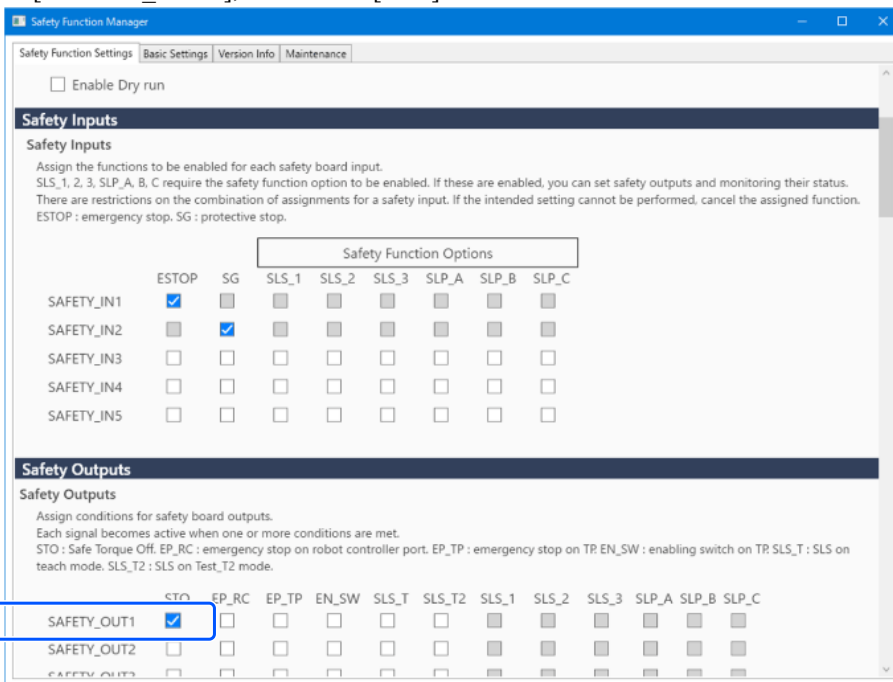 Safety Function Manager
Safety Function Settings Basic Settings Version Info Maintenance
Enable Dry run
Safety Inputs
Safety Inputs
Assign the functions to be enabled for each safety board input.
SLS_1, 2, 3, SLP_A, B, C require the safety function option to be enabled. If these are enabled, you can set safety outputs and monitoring their status.
There are restrictions on the combination of assignments for a safety input. If the intended setting cannot be performed, cancel the assigned function.
ESTOP : emergency stop. SG : protective stop.
Safety Function Options
ESTOP SG SLS_1 SLS_2 SLS_3 SLP_A SLP_B SLP_C
SAFETY_IN1
SAFETY_IN2
SAFETY_IN3
SAFETY_IN4
SAFETY_IN5
Safety Outputs
Safety Outputs
Assign conditions for safety board outputs.
Each signal becomes active when one or more conditions are met.
STO : Safe Torque Off. EP_RC : emergency stop on robot controller port. EP_TP : emergency stop on TP. EN_SW : enabling switch on TP. SLS_T : SLS on
teach mode. SLS_T2 : SLS on Test_T2 mode.
STO EP_RC EP_TP EN_SW SLS_T SLS_T2 SLS_1 SLS_2 SLS_3 SLP_A SLP_B SLP_C
SAFETY_OUT1
SAFETY_OUT2